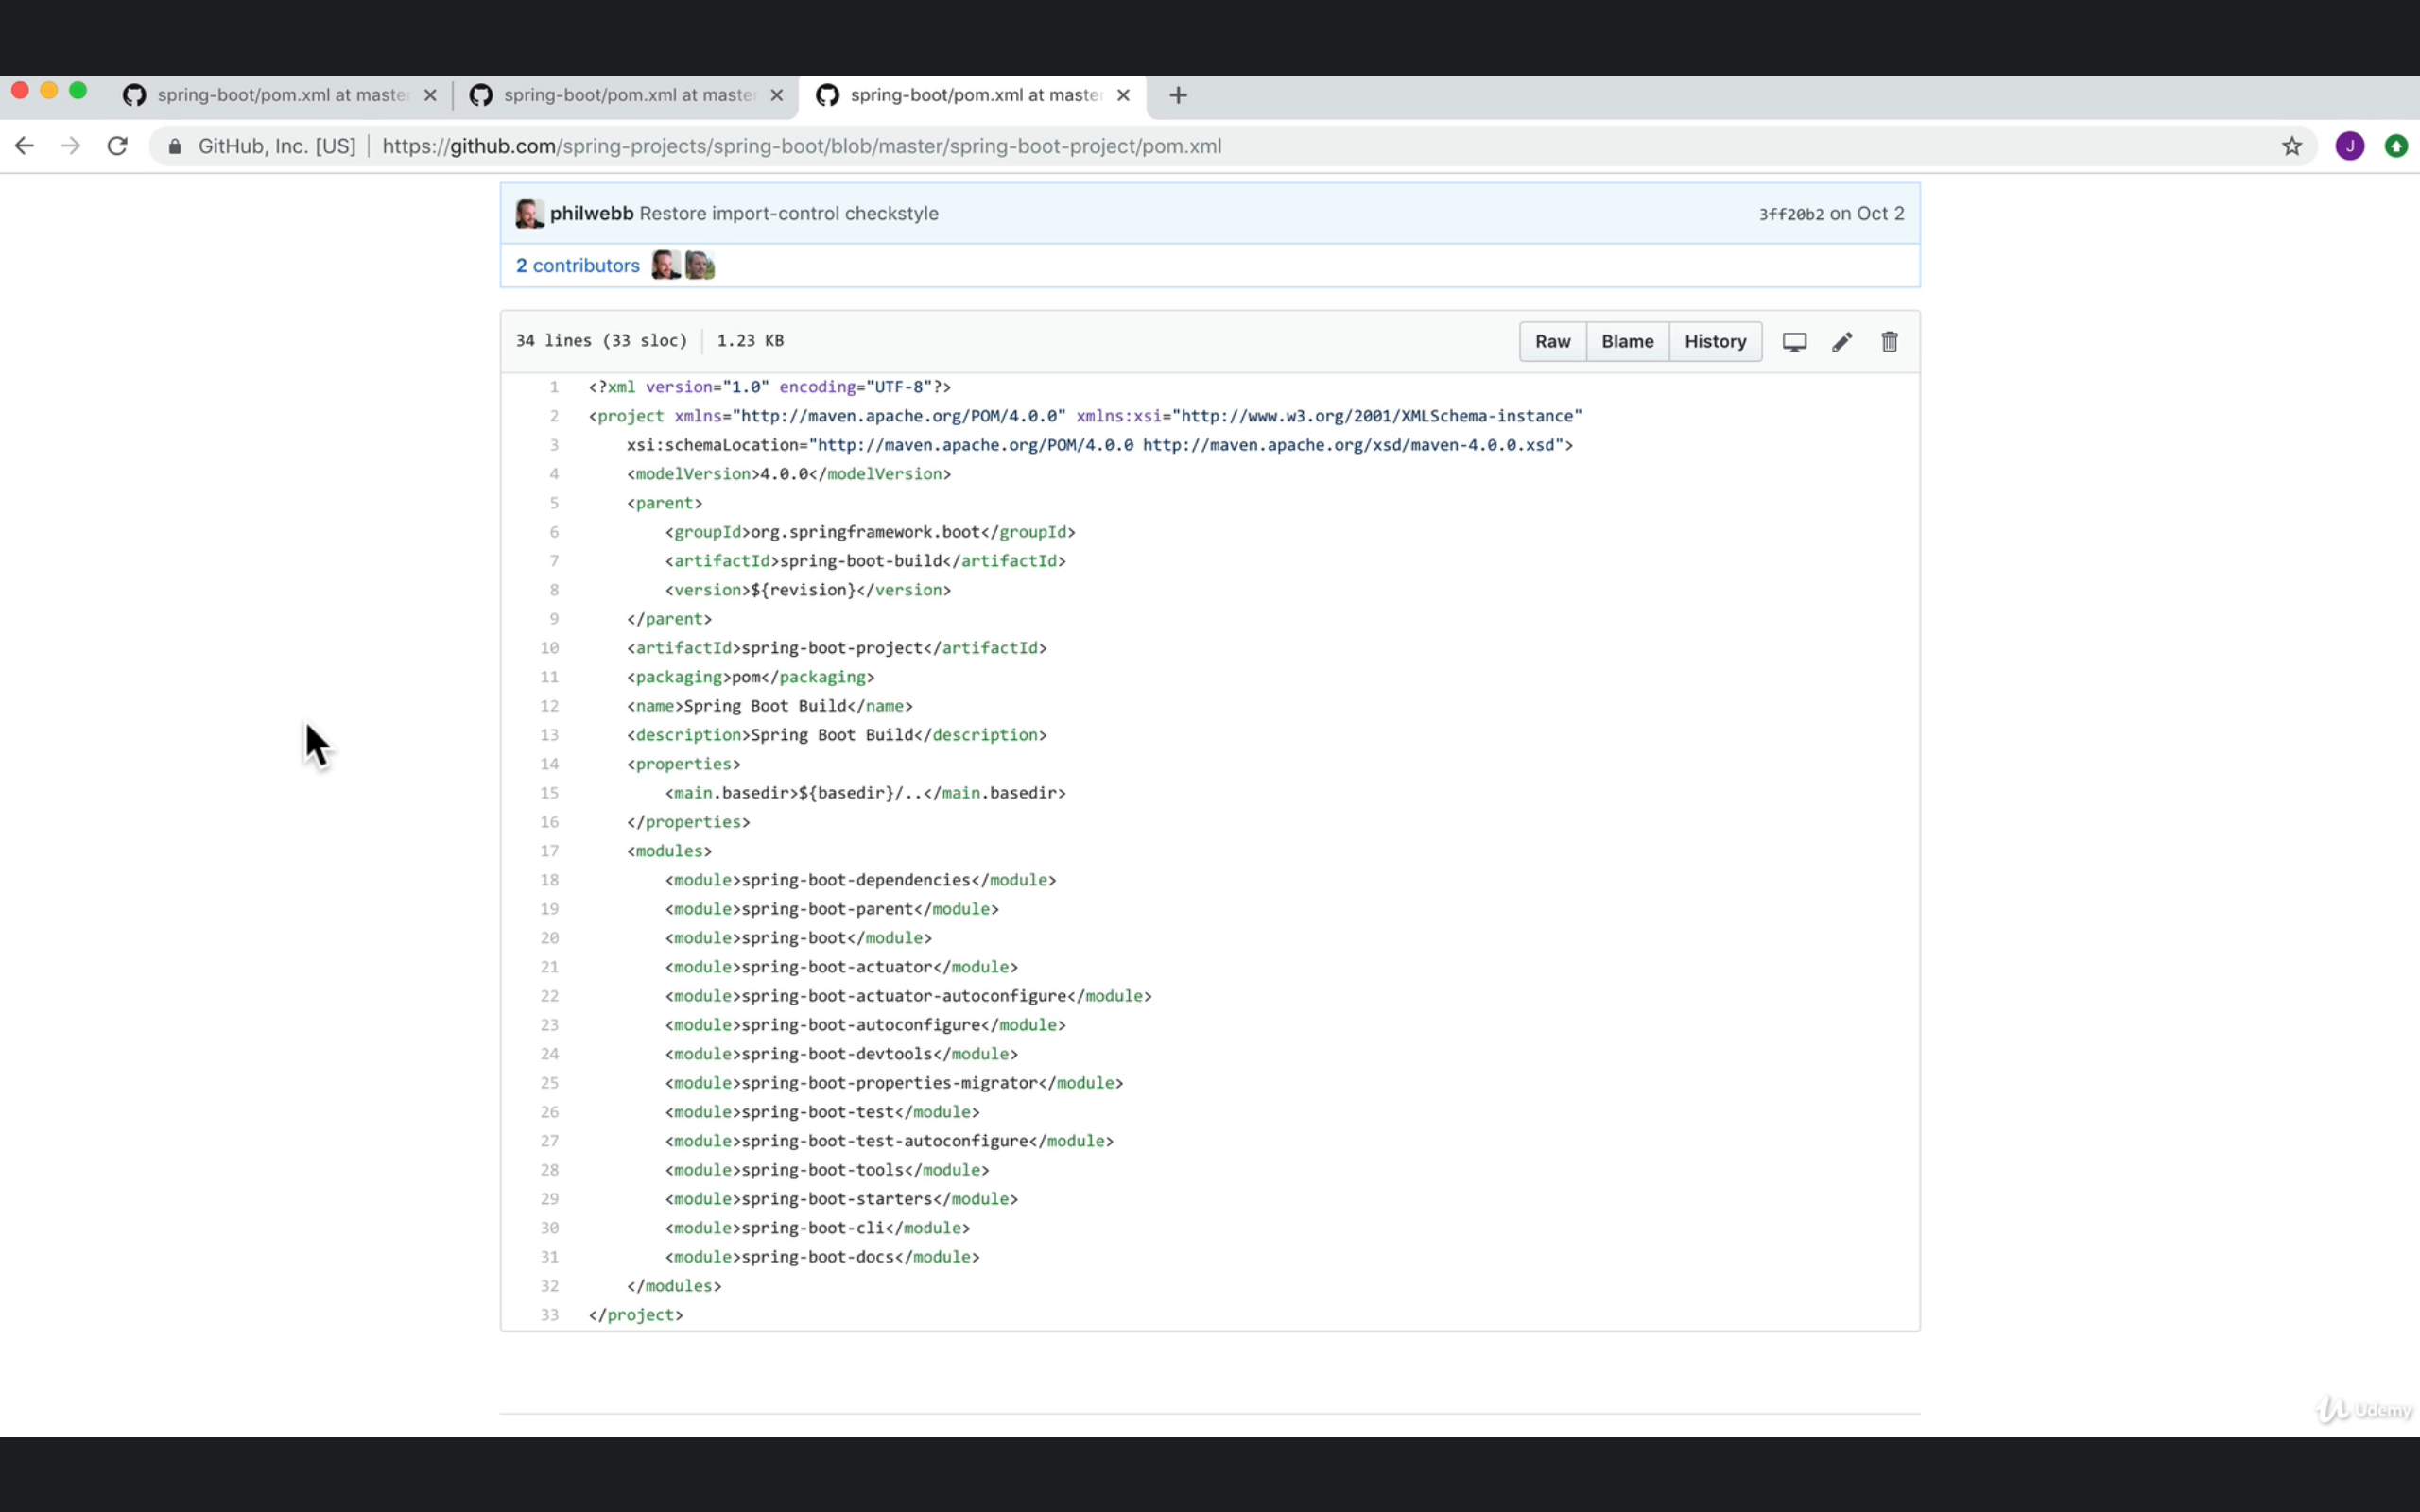 spring-boot/pom.xml at master
spring-boot/pom.xml at master
spring-boot/pom.xml at master
GitHub, Inc. [US] | https://github.com/spring-projects/spring-boot/blob/master/spring-boot-project/pom.xml
J
philwebb Restore import-control checkstyle 3ff20b2 on Oct 2
2 contributors
34 lines (33 sloc) 1.23 KB Raw Blame History
1 <?xml version="1.0" encoding="UTF-8"?>
2 <project xmlns="http://maven.apache.org/POM/4.0.0" xmlns:xsi="http://www.w3.org/2001/XMLSchema-instance"
3 xsi:schemaLocation="http://maven.apache.org/POM/4.0.0 http://maven.apache.org/xsd/maven-4.0.0.xsd">
4 <modelVersion>4.0.0</modelVersion>
5 <parent>
6 <groupId>org.springframework.boot</groupId>
7 <artifactId>spring-boot-build</artifactId>
8 <version>${revision}</version>
9 </parent>
10 <artifactId>spring-boot-project</artifactId>
11 <packaging>pom</packaging>
12 <name>Spring Boot Build</name>
13 <description>Spring Boot Build</description>
14 <properties>
15 <main.basedir>${basedir}/..</main.basedir>
16 </properties>
17 <modules>
18 <module>spring-boot-dependencies</module>
19 <module>spring-boot-parent</module>
20 <module>spring-boot</module>
21 <module>spring-boot-actuator</module>
22 <module>spring-boot-actuator-autoconfigure</module>
23 <module>spring-boot-autoconfigure</module>
24 <module>spring-boot-devtools</module>
25 <module>spring-boot-properties-migrator</module>
26 <module>spring-boot-test</module>
27 <module>spring-boot-test-autoconfigure</module>
28 <module>spring-boot-tools</module>
29 <module>spring-boot-starters</module>
30 <module>spring-boot-cli</module>
31 <module>spring-boot-docs</module>
32 </modules>
33 </project>
Udemy